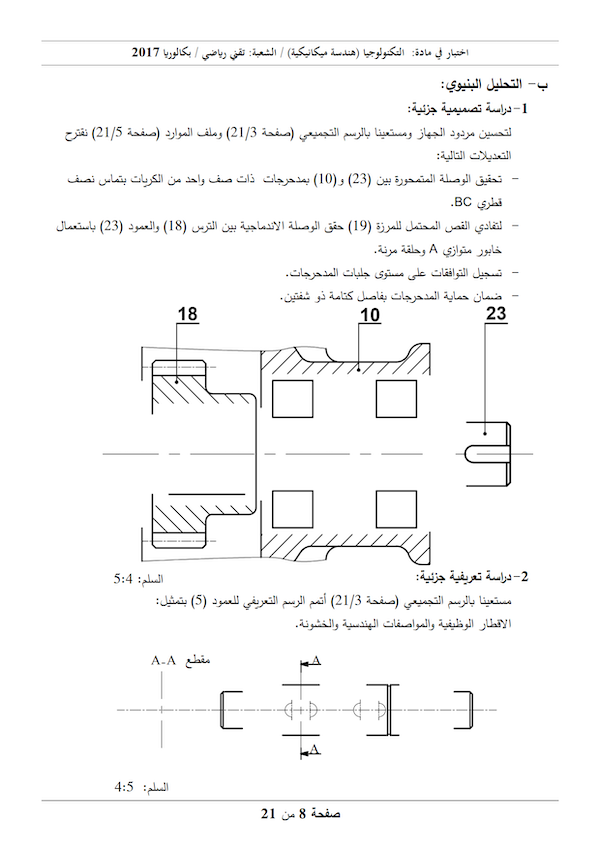 اختبار في مادة: التكنولوجيا (هندسة ميكانيكية) / الشعبة: تقني رياضي / بكالوريا 2017
ب- التحليل البنيوي:
1- دراسة تصميمية جزئية:
لتحسين مردود الجهاز ومستعينا بالرسم التجميعي (صفحة 21/3) وملف الموارد (صفحة 21/5) نقترح
التعديلات التالية:
- تحقيق الوصلة المتمحورة بين (23) و(10) بمدحرجات ذات صف واحد من الكريات بتماس نصف
قطري BC.
- لتفادي القص المحتمل للمرزة (19) حقق الوصلة الاندماجية بين الترس (18) والعمود (23) باستعمال
خابور متوازي A وحلقة مرنة.
- تسجيل التوافقات على مستوى جلبات المدحرجات.
- ضمان حماية المدحرجات بفاصل كتامة ذو شفتين.
18
10
23
السلم: 5:4
2- دراسة تعريفية جزئية:
مستعينا بالرسم التجميعي (صفحة 21/3) أتمم الرسم التعريفي للعمود (5) بتمثيل:
الاقطار الوظيفية والمواصفات الهندسية والخشونة.
مقطع A-A
A
A
السلم: 4:5
صفحة 8 من 21